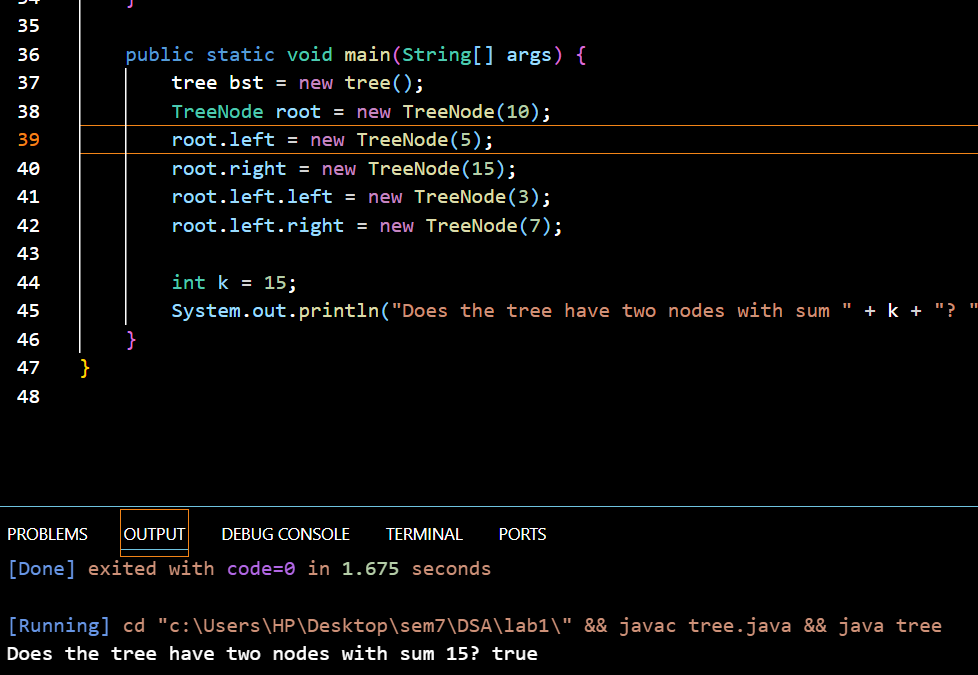 34 }
35
36 public static void main(String[] args) {
37 tree bst = new tree();
38 TreeNode root = new TreeNode(10);
39 root.left = new TreeNode(5);
40 root.right = new TreeNode(15);
41 root.left.left = new TreeNode(3);
42 root.left.right = new TreeNode(7);
43
44 int k = 15;
45 System.out.println("Does the tree have two nodes with sum " + k + "? "
46 }
47 }
48
PROBLEMS OUTPUT DEBUG CONSOLE TERMINAL PORTS
[Done] exited with code=0 in 1.675 seconds
[Running] cd "c:\Users\HP\Desktop\sem7\DSA\lab1\" && javac tree.java && java tree
Does the tree have two nodes with sum 15? true